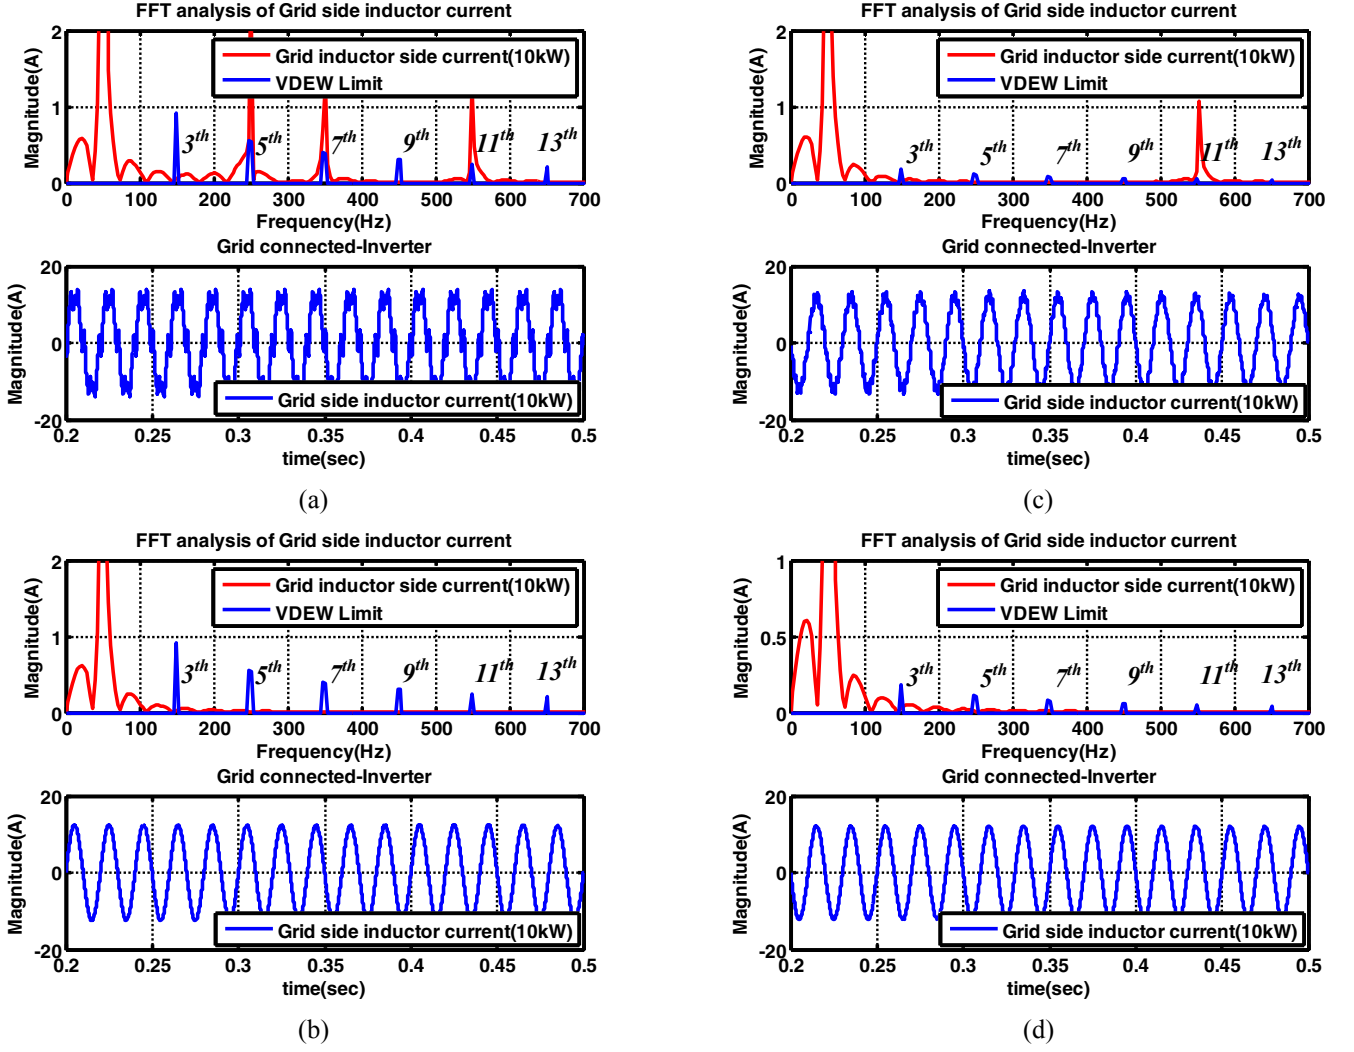 FFT analysis of Grid side inductor current
Magnitude(A)
2
1
0
Grid inductor side current(10kW)
VDEW Limit
3th
5th
7th
9th
11th
13th
0 100 200 300 400 500 600 700
Frequency(Hz)
Grid connected-Inverter
Magnitude(A)
20
0
-20
Grid side inductor current(10kW)
0.2 0.25 0.3 0.35 0.4 0.45 0.5
time(sec)
(a)
FFT analysis of Grid side inductor current
Magnitude(A)
2
1
0
Grid inductor side current(10kW)
VDEW Limit
3th
5th
7th
9th
11th
13th
0 100 200 300 400 500 600 700
Frequency(Hz)
Grid connected-Inverter
Magnitude(A)
20
0
-20
Grid side inductor current(10kW)
0.2 0.25 0.3 0.35 0.4 0.45 0.5
time(sec)
(c)
FFT analysis of Grid side inductor current
Magnitude(A)
2
1
0
Grid inductor side current(10kW)
VDEW Limit
3th
5th
7th
9th
11th
13th
0 100 200 300 400 500 600 700
Frequency(Hz)
Grid connected-Inverter
Magnitude(A)
20
0
-20
Grid side inductor current(10kW)
0.2 0.25 0.3 0.35 0.4 0.45 0.5
time(sec)
(b)
FFT analysis of Grid side inductor current
Magnitude(A)
1
0.5
0
Grid inductor side current(10kW)
VDEW Limit
3th
5th
7th
9th
11th
13th
0 100 200 300 400 500 600 700
Frequency(Hz)
Grid connected-Inverter
Magnitude(A)
20
0
-20
Grid side inductor current(10kW)
0.2 0.25 0.3 0.35 0.4 0.45 0.5
time(sec)
(d)